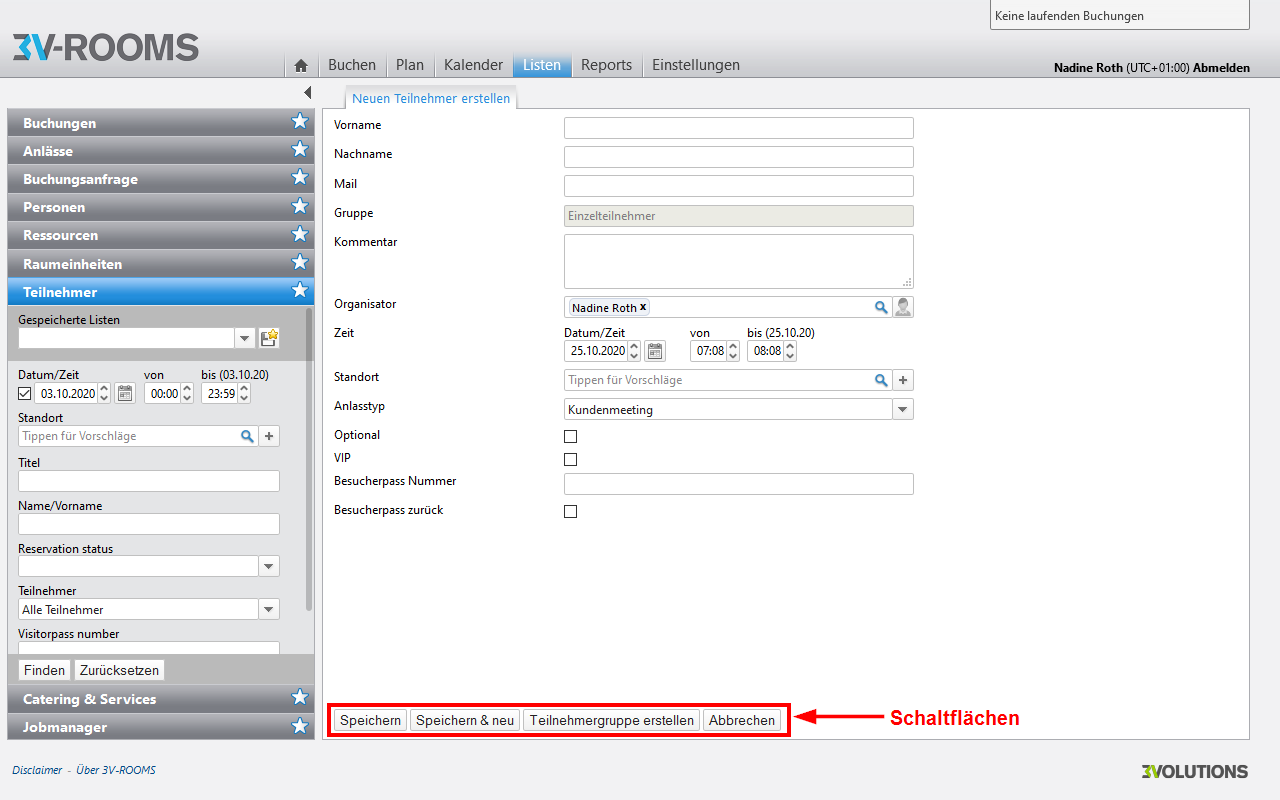 Keine laufenden Buchungen
3V-ROOMS
Buchen Plan Kalender Listen Reports Einstellungen
Nadine Roth (UTC+01:00) Abmelden
Buchungen
Anlässe
Buchungsanfrage
Personen
Ressourcen
Raumeinheiten
Teilnehmer
Gespeicherte Listen
Datum/Zeit von bis (03.10.20)
03.10.2020 00:00 23:59
Standort
Tippen für Vorschläge
Titel
Name/Vorname
Reservation status
Teilnehmer
Alle Teilnehmer
Visitorpass number
Finden Zurücksetzen
Catering & Services
Jobmanager
Neuen Teilnehmer erstellen
Vorname
Nachname
Mail
Gruppe Einzelteilnehmer
Kommentar
Organisator Nadine Roth x
Zeit Datum/Zeit von bis (25.10.20)
25.10.2020 07:08 08:08
Standort Tippen für Vorschläge
Anlasstyp Kundenmeeting
Optional
VIP
Besucherpass Nummer
Besucherpass zurück
Speichern Speichern & neu Teilnehmergruppe erstellen Abbrechen
Schaltflächen
Disclaimer - Über 3V-ROOMS
3VOLUTIONS